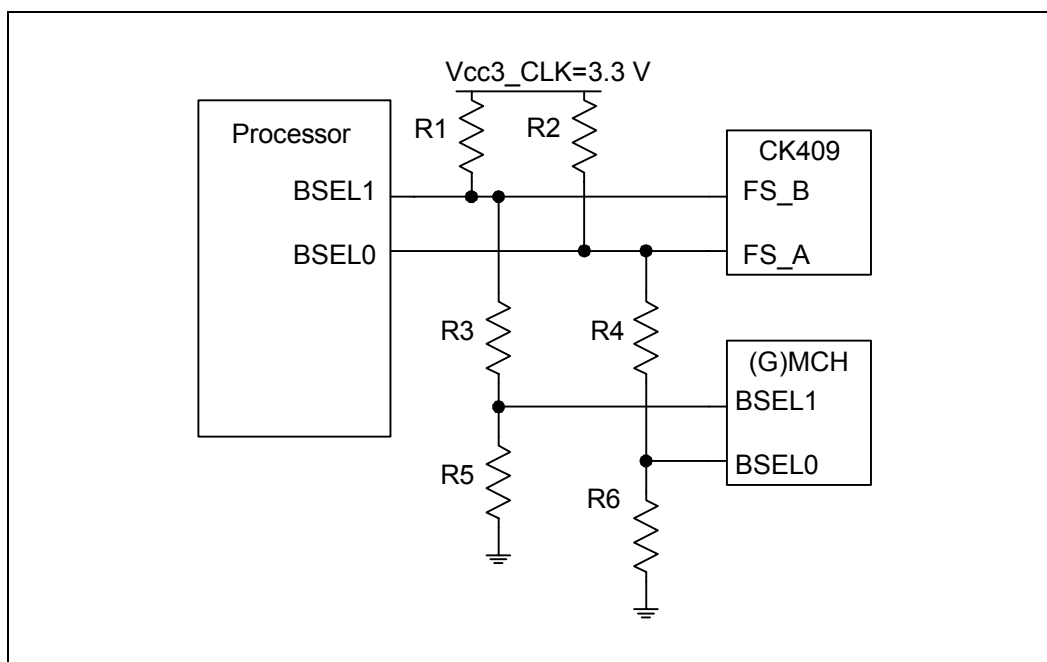 Vcc3_CLK=3.3 V
R1
R2
Processor
CK409
BSEL1
FS_B
BSEL0
FS_A
R3
R4
(G)MCH
BSEL1
R5
BSEL0
R6